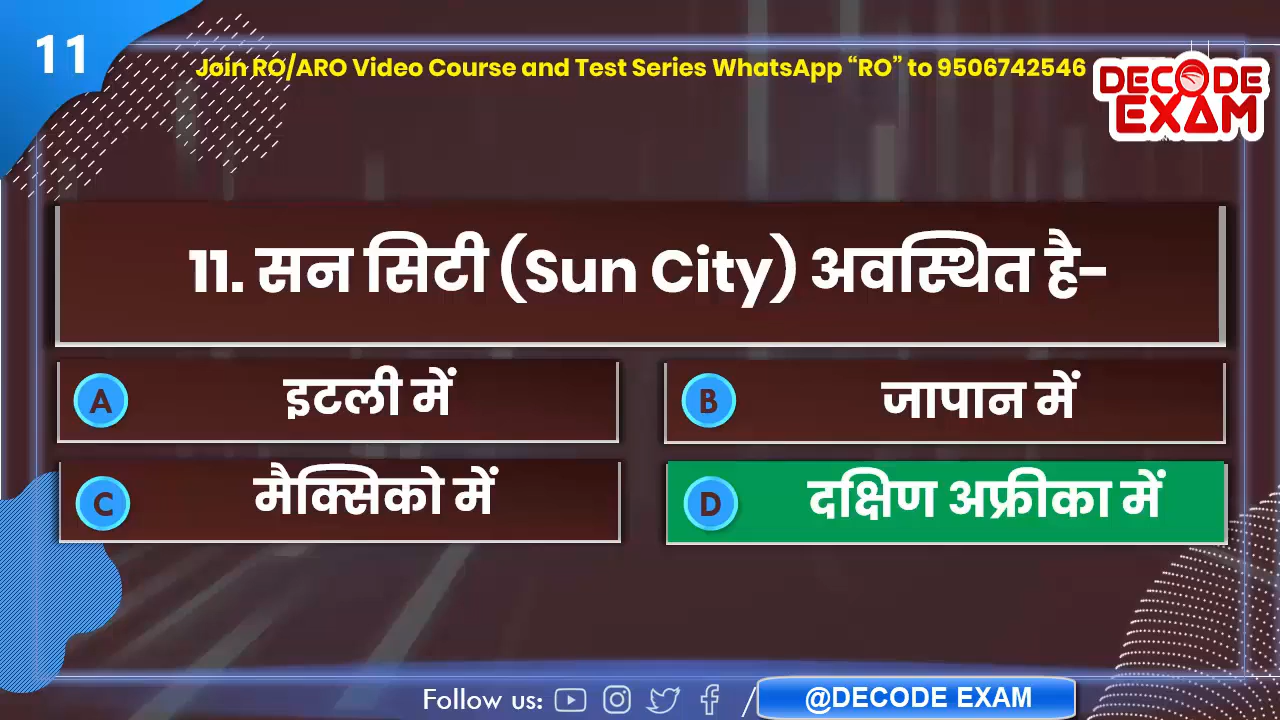 11
Join RO/ARO Video Course and Test Series WhatsApp “RO” to 9506742546
DECODE
EXAM
11. सन सिटी (Sun City) अवस्थित है-
A इटली में
B जापान में
C मैक्सिको में
D दक्षिण अफ्रीका में
Follow us: / @DECODE EXAM